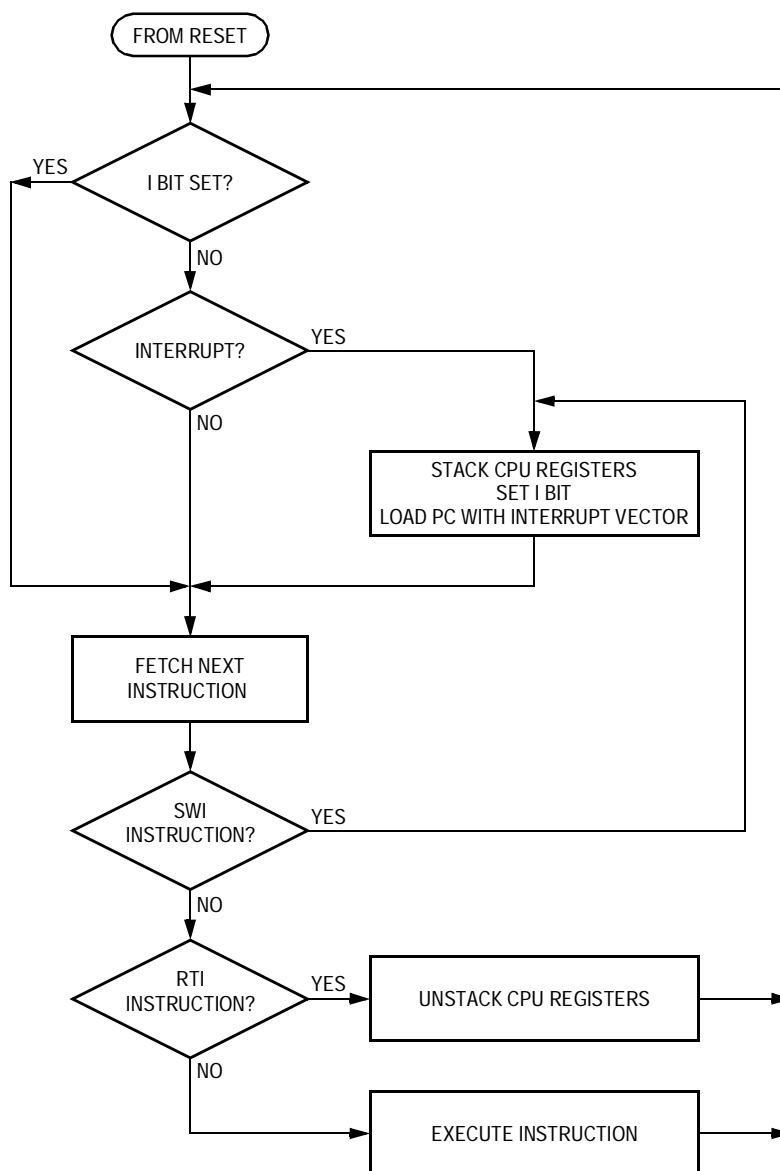 FROM RESET
YES
I BIT SET?
NO
INTERRUPT?
YES
NO
STACK CPU REGISTERS
SET I BIT
LOAD PC WITH INTERRUPT VECTOR
FETCH NEXT
INSTRUCTION
SWI
INSTRUCTION?
YES
NO
RTI
INSTRUCTION?
YES
UNSTACK CPU REGISTERS
NO
EXECUTE INSTRUCTION